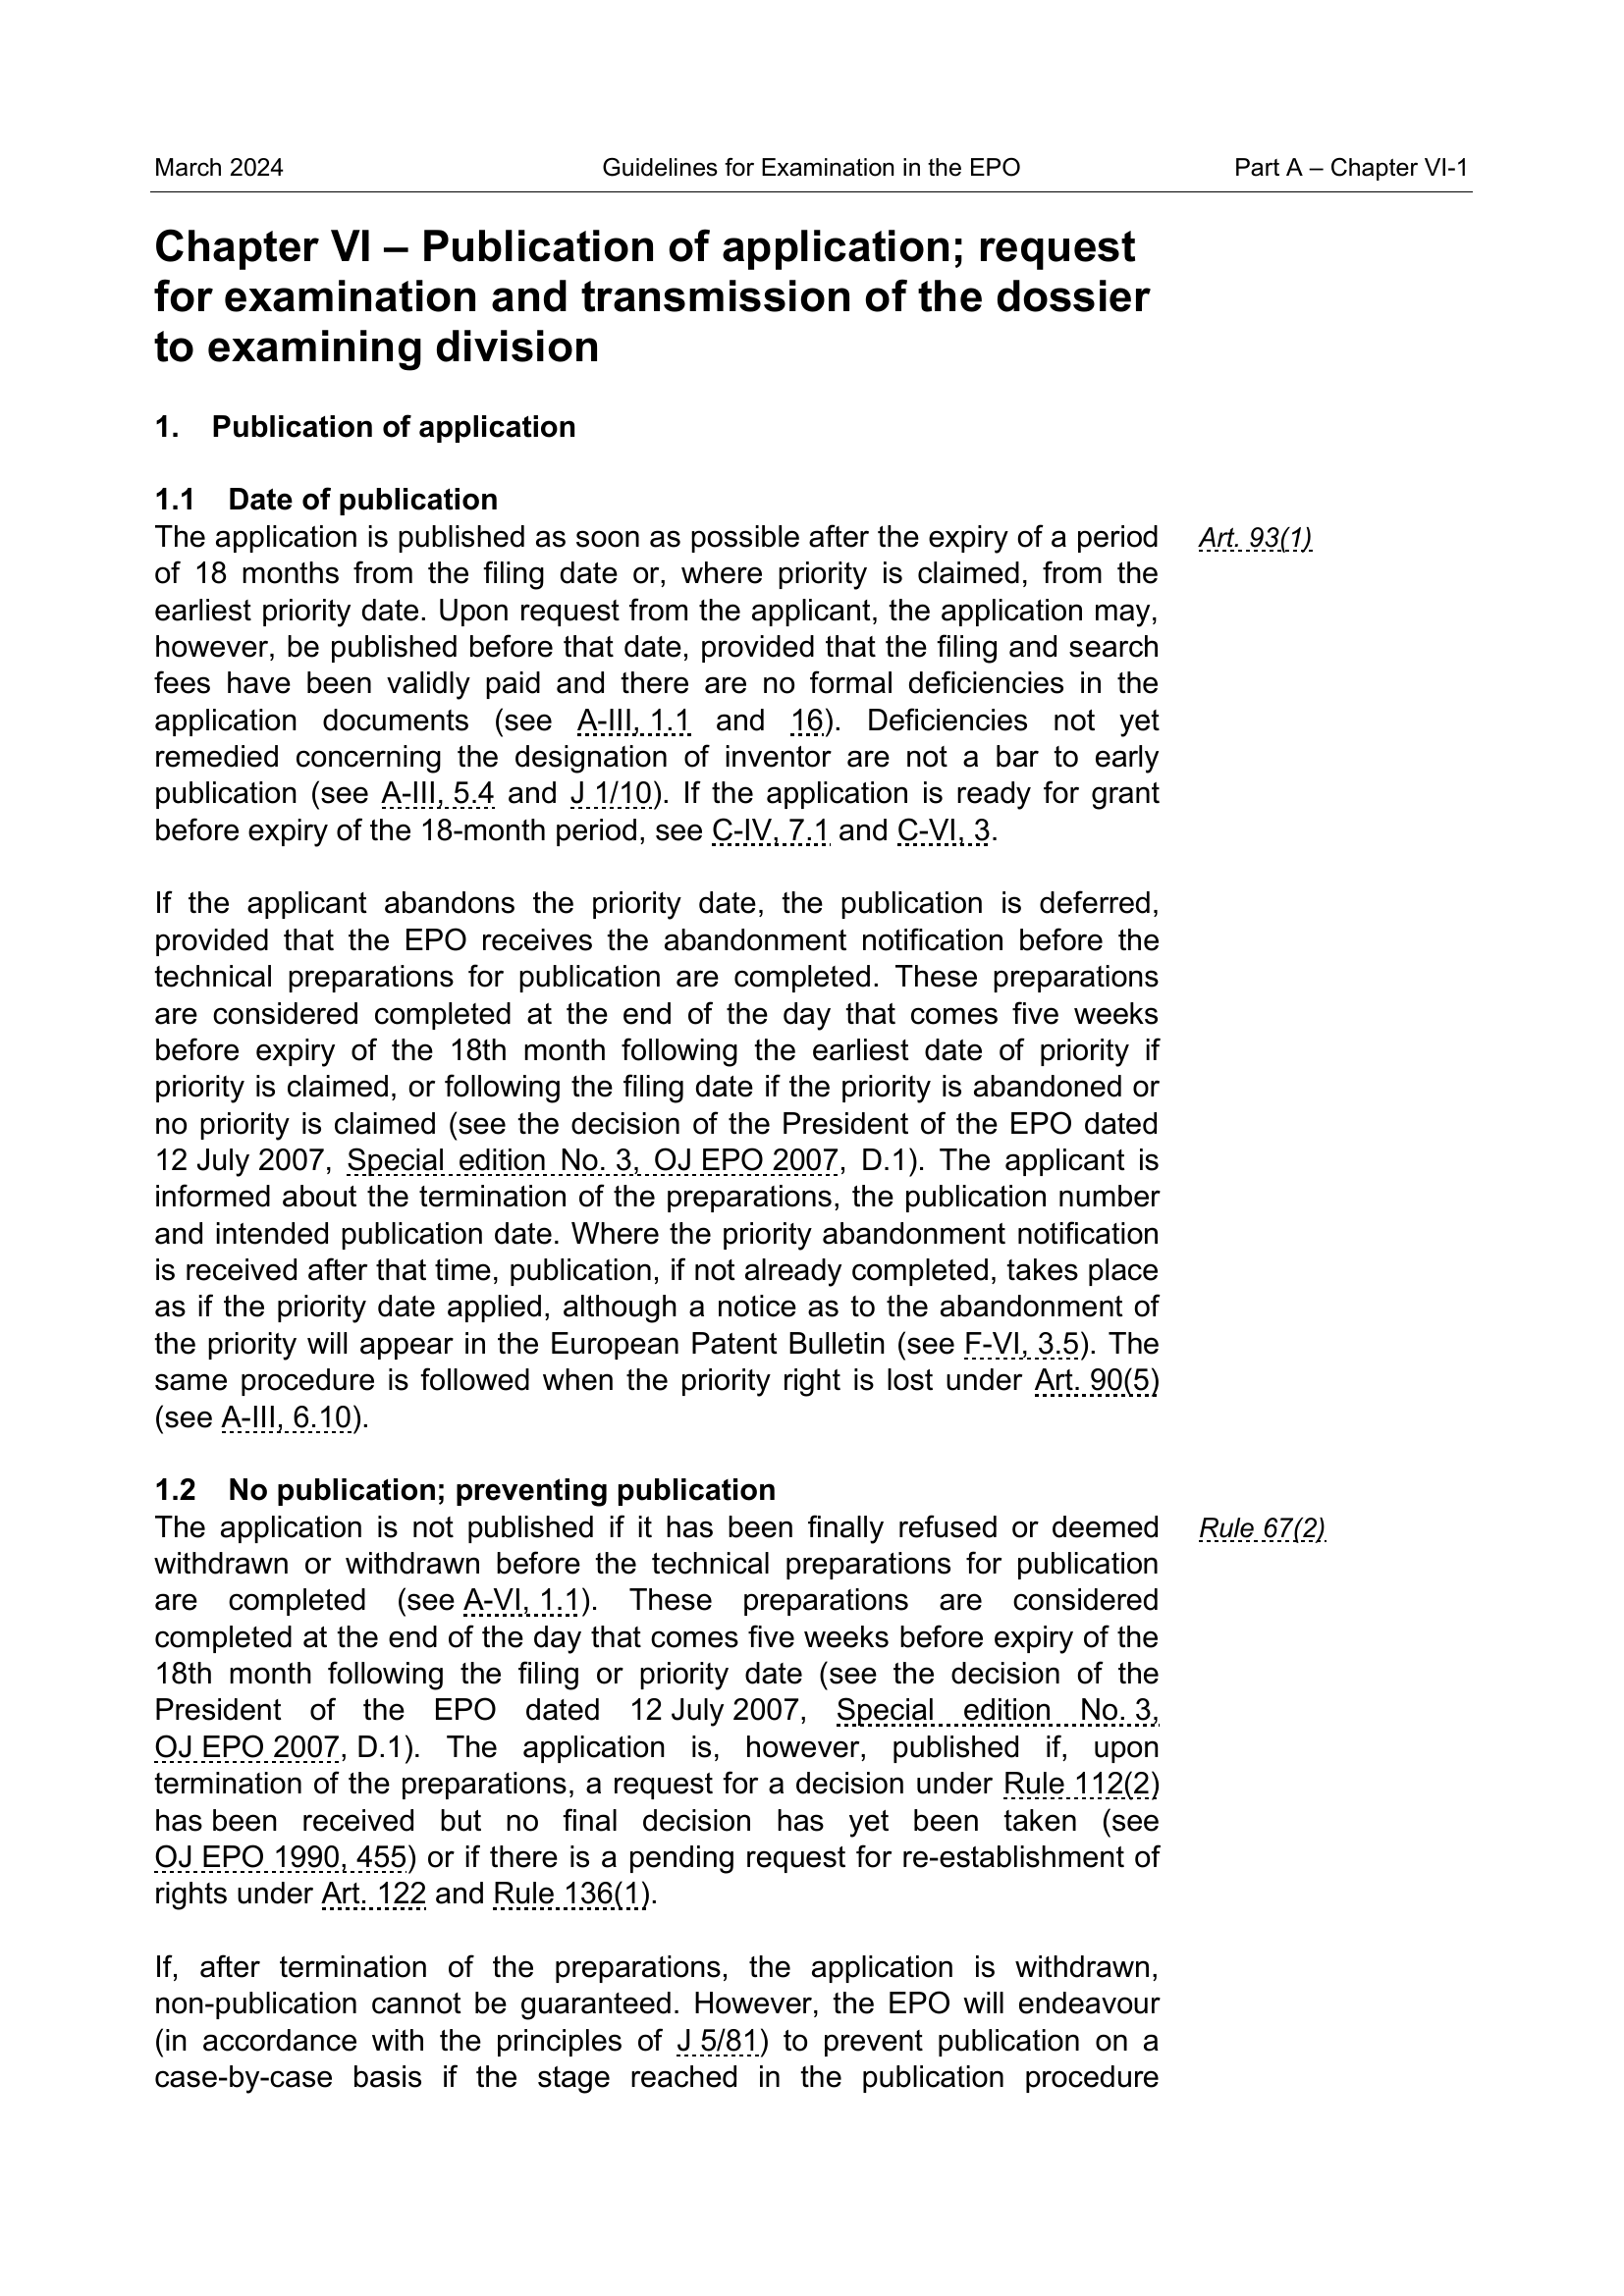 March 2024 Guidelines for Examination in the EPO Part A – Chapter VI-1
Chapter VI – Publication of application; request
for examination and transmission of the dossier
to examining division
1. Publication of application
1.1 Date of publication
The application is published as soon as possible after the expiry of a period Art. 93(1)
of 18 months from the filing date or, where priority is claimed, from the
earliest priority date. Upon request from the applicant, the application may,
however, be published before that date, provided that the filing and search
fees have been validly paid and there are no formal deficiencies in the
application documents (see A-III, 1.1 and 16). Deficiencies not yet
remedied concerning the designation of inventor are not a bar to early
publication (see A-III, 5.4 and J 1/10). If the application is ready for grant
before expiry of the 18-month period, see C-IV, 7.1 and C-VI, 3.
If the applicant abandons the priority date, the publication is deferred,
provided that the EPO receives the abandonment notification before the
technical preparations for publication are completed. These preparations
are considered completed at the end of the day that comes five weeks
before expiry of the 18th month following the earliest date of priority if
priority is claimed, or following the filing date if the priority is abandoned or
no priority is claimed (see the decision of the President of the EPO dated
12 July 2007, Special edition No. 3, OJ EPO 2007, D.1). The applicant is
informed about the termination of the preparations, the publication number
and intended publication date. Where the priority abandonment notification
is received after that time, publication, if not already completed, takes place
as if the priority date applied, although a notice as to the abandonment of
the priority will appear in the European Patent Bulletin (see F-VI, 3.5). The
same procedure is followed when the priority right is lost under Art. 90(5)
(see A-III, 6.10).
1.2 No publication; preventing publication
The application is not published if it has been finally refused or deemed Rule 67(2)
withdrawn or withdrawn before the technical preparations for publication
are completed (see A-VI, 1.1). These preparations are considered
completed at the end of the day that comes five weeks before expiry of the
18th month following the filing or priority date (see the decision of the
President of the EPO dated 12 July 2007, Special edition No. 3,
OJ EPO 2007, D.1). The application is, however, published if, upon
termination of the preparations, a request for a decision under Rule 112(2)
has been received but no final decision has yet been taken (see
OJ EPO 1990, 455) or if there is a pending request for re-establishment of
rights under Art. 122 and Rule 136(1).
If, after termination of the preparations, the application is withdrawn,
non-publication cannot be guaranteed. However, the EPO will endeavour
(in accordance with the principles of J 5/81) to prevent publication on a
case-by-case basis if the stage reached in the publication procedure